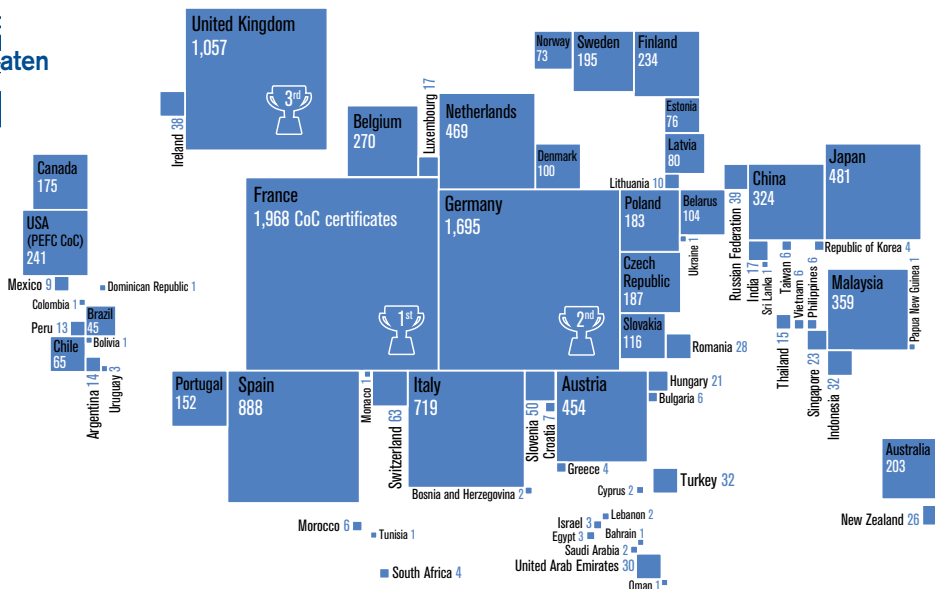 aten
United Kingdom
1,057
3rd
Ireland 38
Norway
73
Sweden
195
Finland
234
Estonia
76
Latvia
80
Lithuania 10
Belgium
270
Luxembourg 17
Netherlands
469
Denmark
100
Canada
175
USA
(PEFC CoC)
241
Mexico 9
Dominican Republic 1
Colombia 1
Peru 13
Brazil
45
Bolivia 1
Chile
65
Argentina 14
Uruguay 3
France
1,968 CoC certificates
1st
Germany
1,695
2nd
Poland
183
Belarus
104
Ukraine 1
Czech
Republic
187
Slovakia
116
Romania 28
Russian Federation 39
China
324
Japan
481
Republic of Korea 4
India 17
Sri Lanka 1
Taiwan 6
Vietnam 6
Philippines 6
Malaysia
359
Papua New Guinea 1
Thailand 15
Singapore 23
Indonesia 32
Portugal
152
Spain
888
Monaco 1
Switzerland 63
Italy
719
Slovenia 50
Croatia 7
Austria
454
Hungary 21
Bulgaria 6
Greece 4
Bosnia and Herzegovina 2
Cyprus 2
Turkey 32
Australia
203
New Zealand 26
Morocco 6
Tunisia 1
Israel 3
Lebanon 2
Egypt 3
Bahrain 1
Saudi Arabia 2
United Arab Emirates 30
Oman 1
South Africa 4